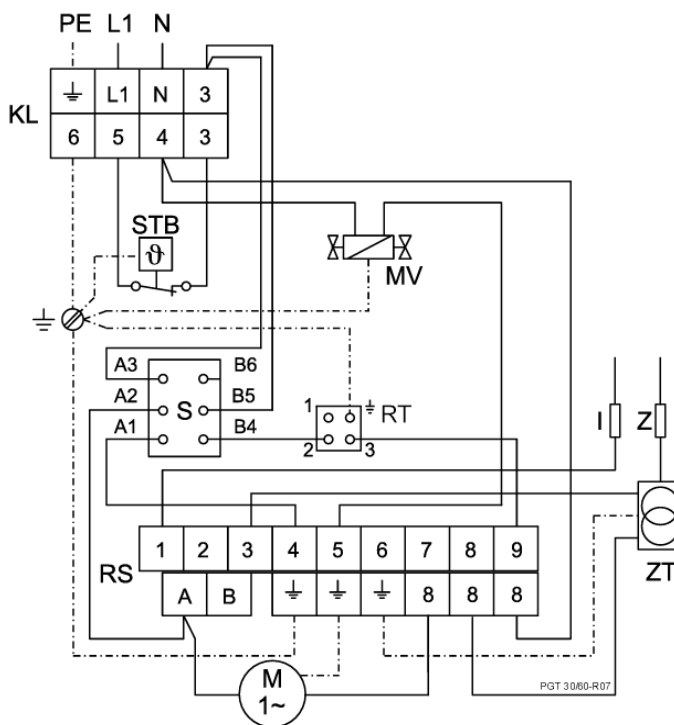 PE L1 N
L1 N 3
KL
6 5 4 3
STB
ϑ
MV
A3 B6
A2 S B5
A1 B4
1 RT
2 3
I Z
1 2 3 4 5 6 7 8 9
RS
A B 8 8 8
ZT
M
1~
PGT 30/60-R07